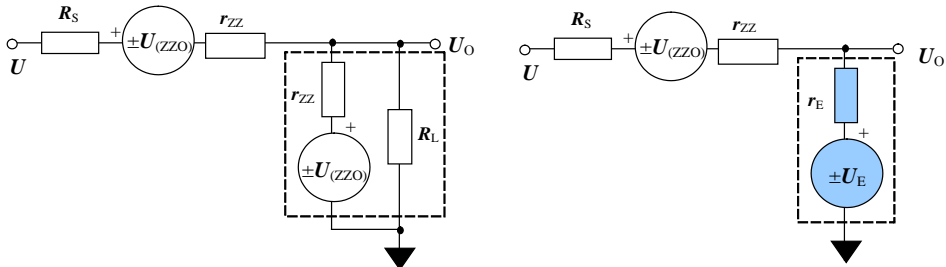 R_S
+
±U_(ZZO)
r_ZZ
U
U_O
r_ZZ
+
±U_(ZZO)
R_L
R_S
+
±U_(ZZO)
r_ZZ
U
U_O
r_E
+
±U_E